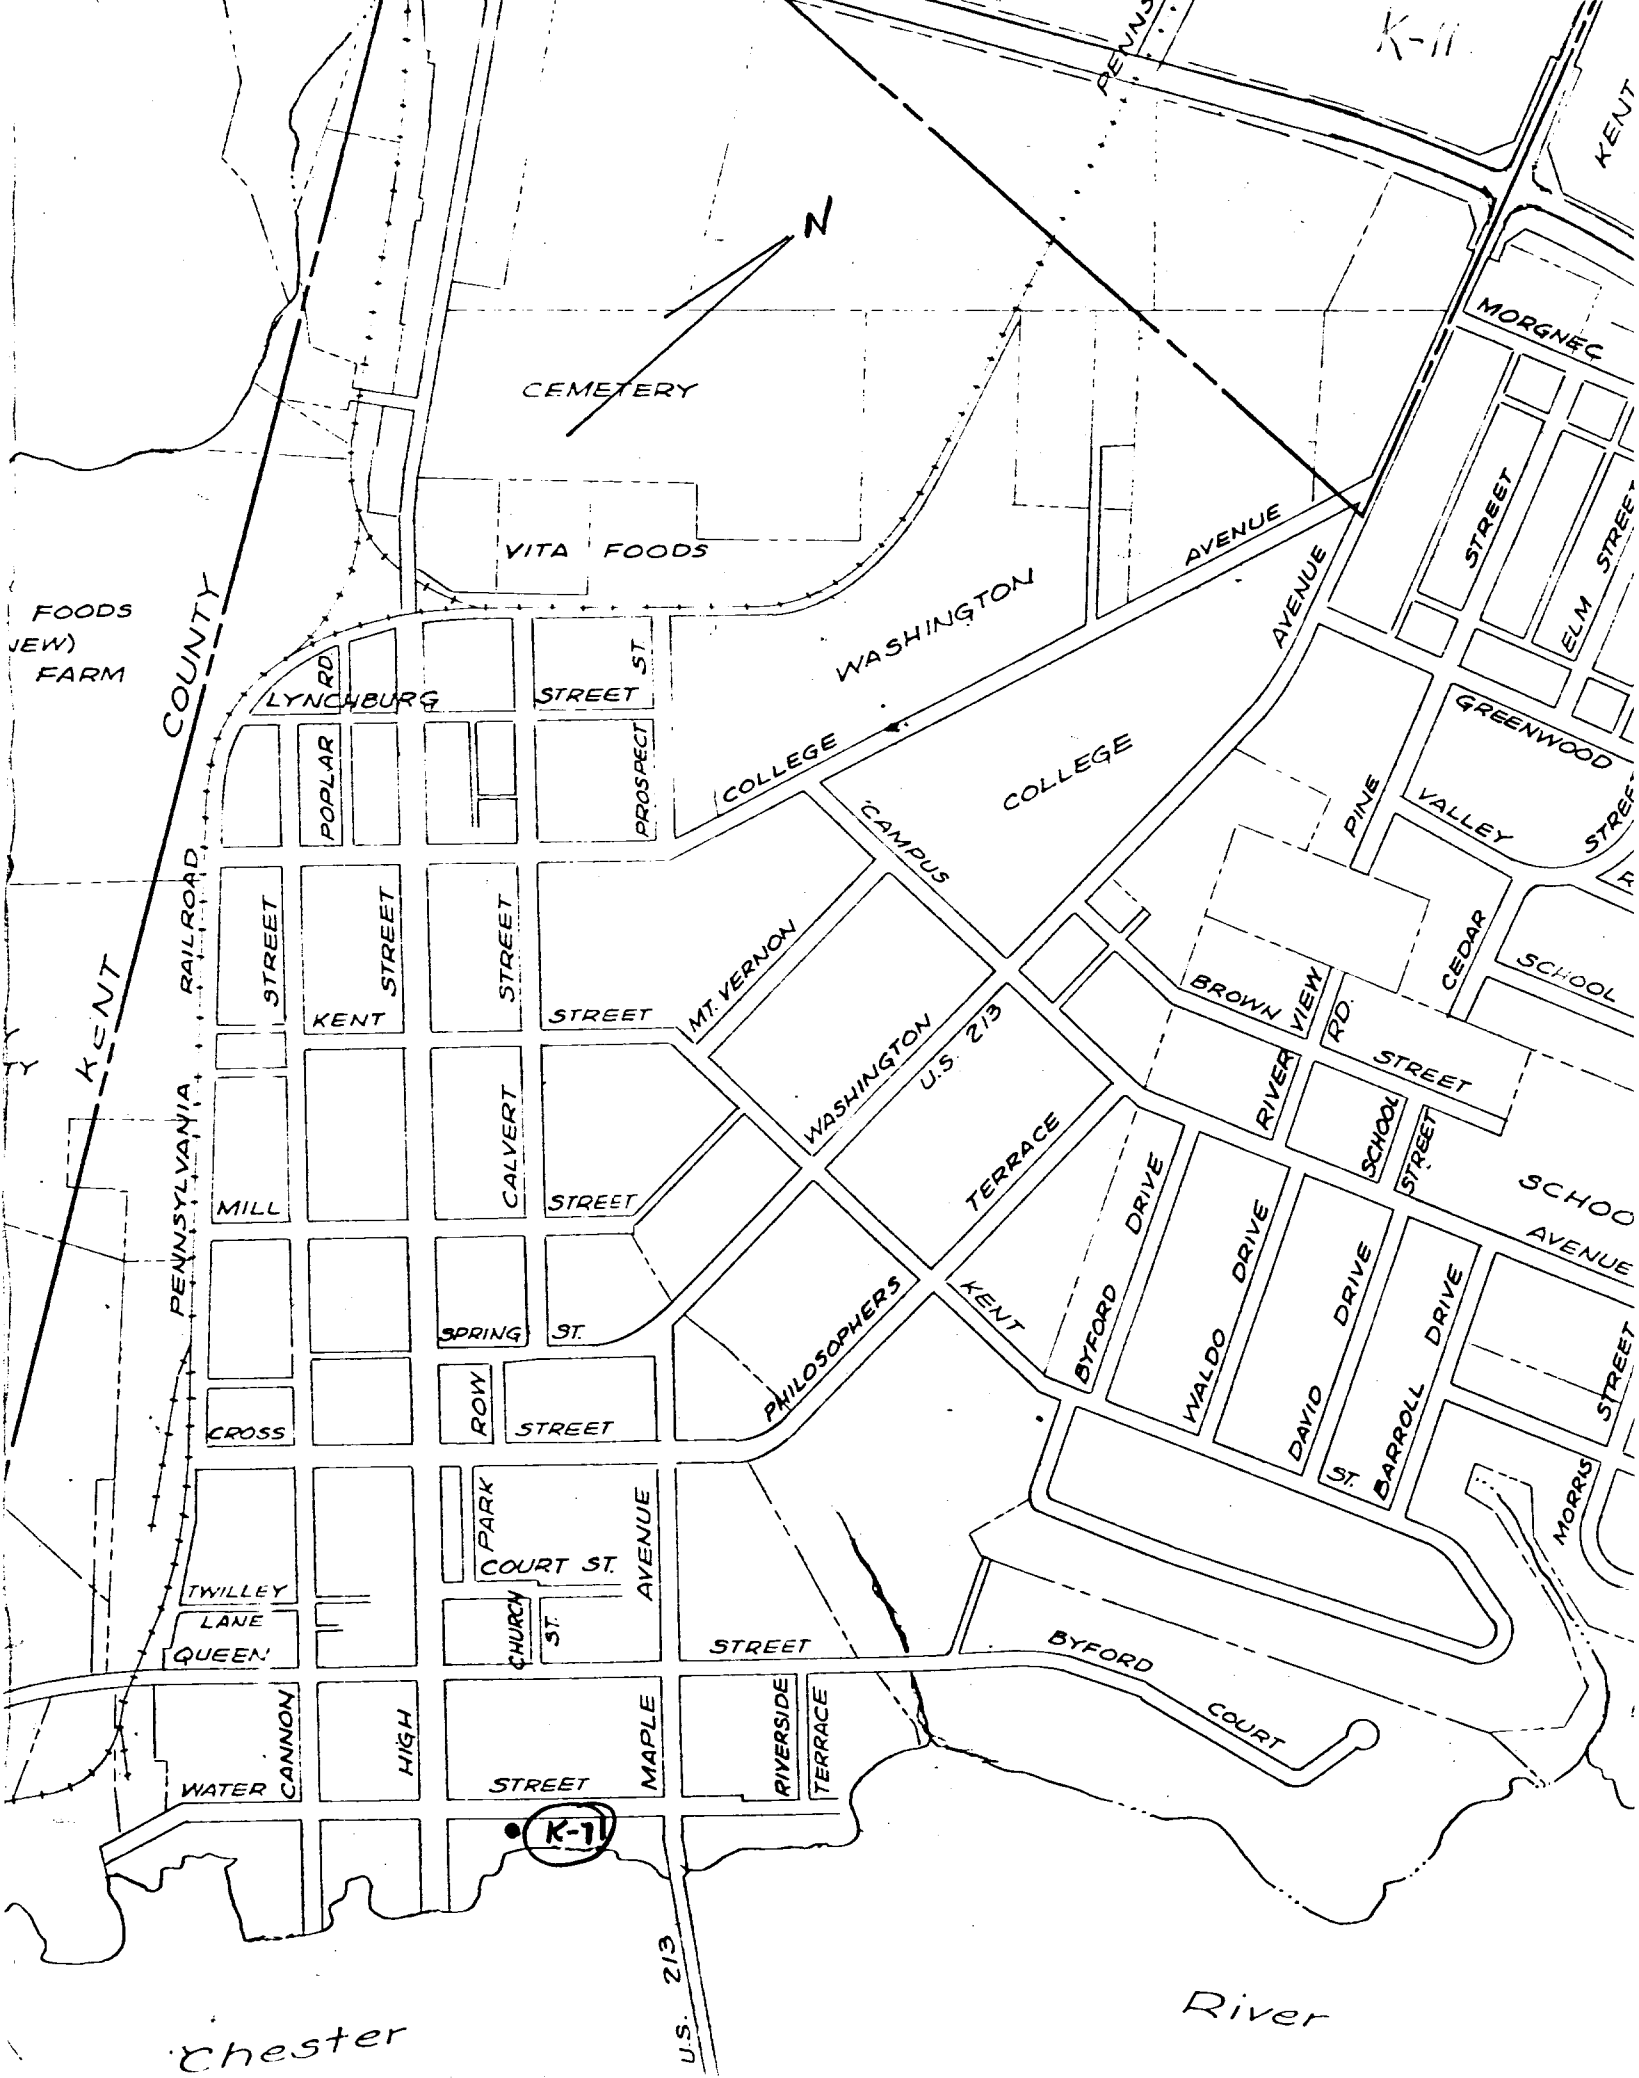 PENNS
K-11
KENT
N
MORGNEC
CEMETERY
STREET
STREET
AVENUE
VITA FOODS
AVENUE
WASHINGTON
ELM
FOODS
FARM
COUNTY
RD
ST
LYNCHBURG
STREET
GREENWOOD
COLLEGE
COLLEGE
POPLAR
PROSPECT
PINE
VALLEY
STREET
CAMPUS
RAILROAD
STREET
STREET
STREET
CEDAR
SCHOOL
MT. VERNON
BROWN
VIEW
RD.
KENT
KENT
STREET
WASHINGTON
U.S. 213
STREET
RIVER
SCHOOL
STREET
PENNSYLVANIA
CALVERT
TERRACE
DRIVE
MILL
STREET
DRIVE
SCHOO
AVENUE
DRIVE
DRIVE
SPRING ST.
PHILOSOPHERS
KENT
BYFORD
WALDO
STREET
ROW
CROSS
STREET
DAVID
BARROLL
ST.
MORRIS
PARK
AVENUE
COURT ST.
TWILLEY
LANE
CHURCH
ST.
QUEEN
STREET
BYFORD
COURT
CANNON
HIGH
MAPLE
RIVERSIDE
TERRACE
WATER
STREET
K-71
U.S. 213
Chester
River